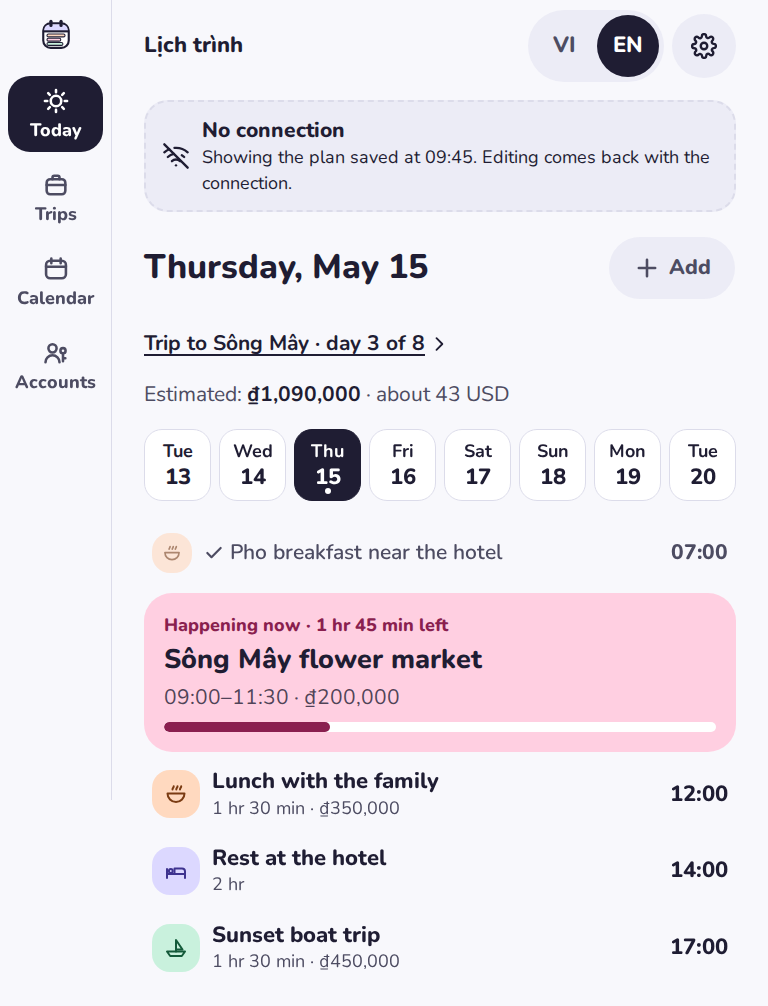 Lịch trình
VI
EN
Today
Trips
Calendar
Accounts
No connection
Showing the plan saved at 09:45. Editing comes back with the
connection.
Thursday, May 15
Add
Trip to Sông Mây · day 3 of 8
Estimated: ₫1,090,000 · about 43 USD
Tue
13
Wed
14
Thu
15
Fri
16
Sat
17
Sun
18
Mon
19
Tue
20
Pho breakfast near the hotel
07:00
Happening now · 1 hr 45 min left
Sông Mây flower market
09:00–11:30 · ₫200,000
Lunch with the family
1 hr 30 min · ₫350,000
12:00
Rest at the hotel
2 hr
14:00
Sunset boat trip
1 hr 30 min · ₫450,000
17:00